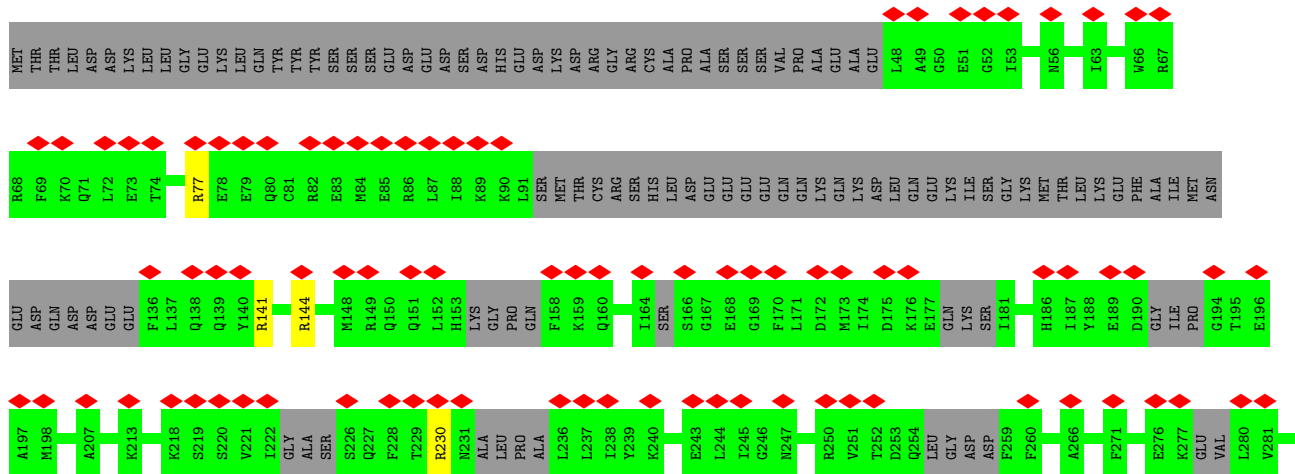 MET THR THR LEU ASP ASP LYS LEU LEU GLY GLU LYS LEU GLN TYR TYR TYR SER SER SER GLU ASP GLU ASP SER ASP HIS GLU ASP LYS ASP ARG GLY ARG CYS ALA PRO ALA SER SER SER VAL PRO ALA GLU ALA GLU L48 A49 G50 E51 G52 I53 N56 I63 W66 R67
R68 F69 K70 Q71 L72 E73 T74 R77 E78 E79 Q80 C81 R82 E83 M84 E85 R86 L87 I88 K89 K90 L91 SER MET THR CYS ARG SER HIS LEU ASP GLU GLU GLU GLU GLN GLN LYS GLN LYS ASP LEU GLN GLU LYS ILE SER GLY LYS MET THR LEU LYS GLU PHE ALA ILE MET ASN
GLU ASP GLN ASP ASP GLU GLU F136 L137 Q138 Q139 Y140 R141 R144 M148 R149 Q150 Q151 L152 H153 LYS GLY PRO GLN F158 K159 Q160 I164 SER S166 G167 E168 G169 F170 L171 D172 M173 I174 D175 K176 E177 GLN LYS SER I181 H186 I187 Y188 E189 D190 GLY ILE PRO G194 T195 E196
A197 M198 A207 K213 K218 S219 S220 V221 I222 GLY ALA SER S226 Q227 F228 T229 R230 N231 ALA LEU PRO ALA L236 L237 I238 Y239 K240 E243 L244 I245 G246 N247 R250 V251 T252 D253 Q254 LEU GLY ASP ASP F259 F260 A266 F271 E276 K277 GLU VAL L280 V281